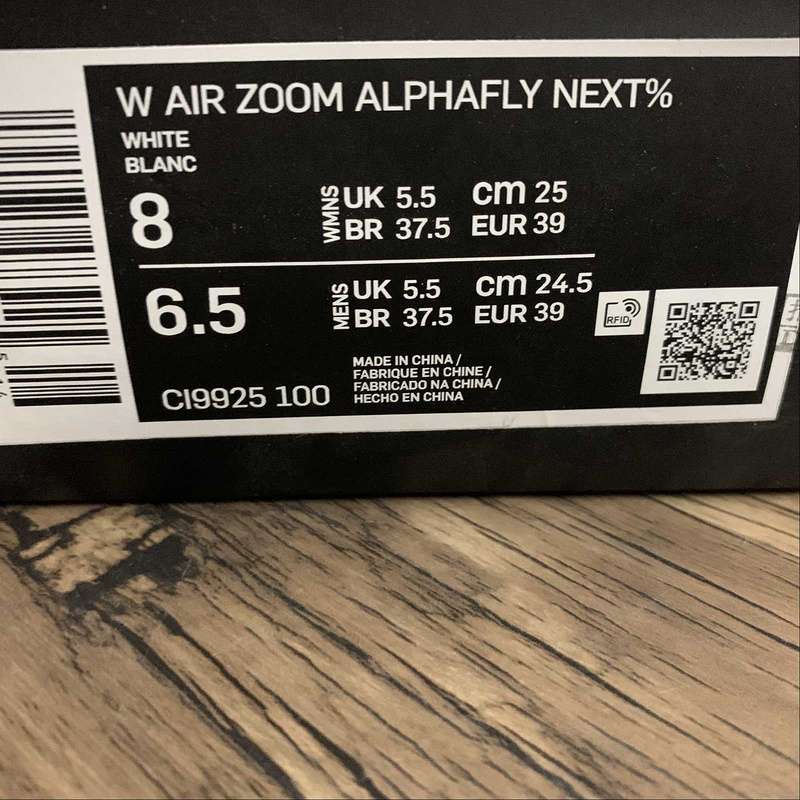 W AIR ZOOM ALPHAFLY NEXT%
WHITE
BLANC
8 WMNS UK 5.5 cm 25
BR 37.5 EUR 39
6.5 MENS UK 5.5 cm 24.5
BR 37.5 EUR 39
RFID
CI9925 100
MADE IN CHINA /
FABRIQUE EN CHINE /
FABRICADO NA CHINA /
HECHO EN CHINA